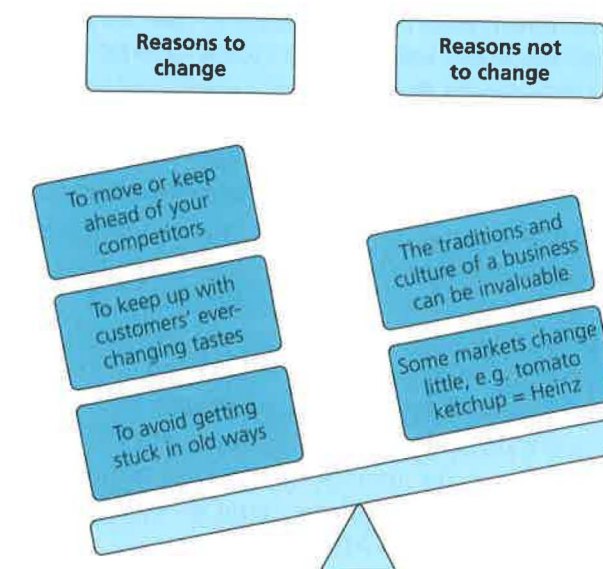 Reasons to
change
Reasons not
to change
To move or keep
ahead of your
competitors
To keep up with
customers' ever-
changing tastes
To avoid getting
stuck in old ways
The traditions and
culture of a business
can be invaluable
Some markets change
little, e.g. tomato
ketchup = Heinz